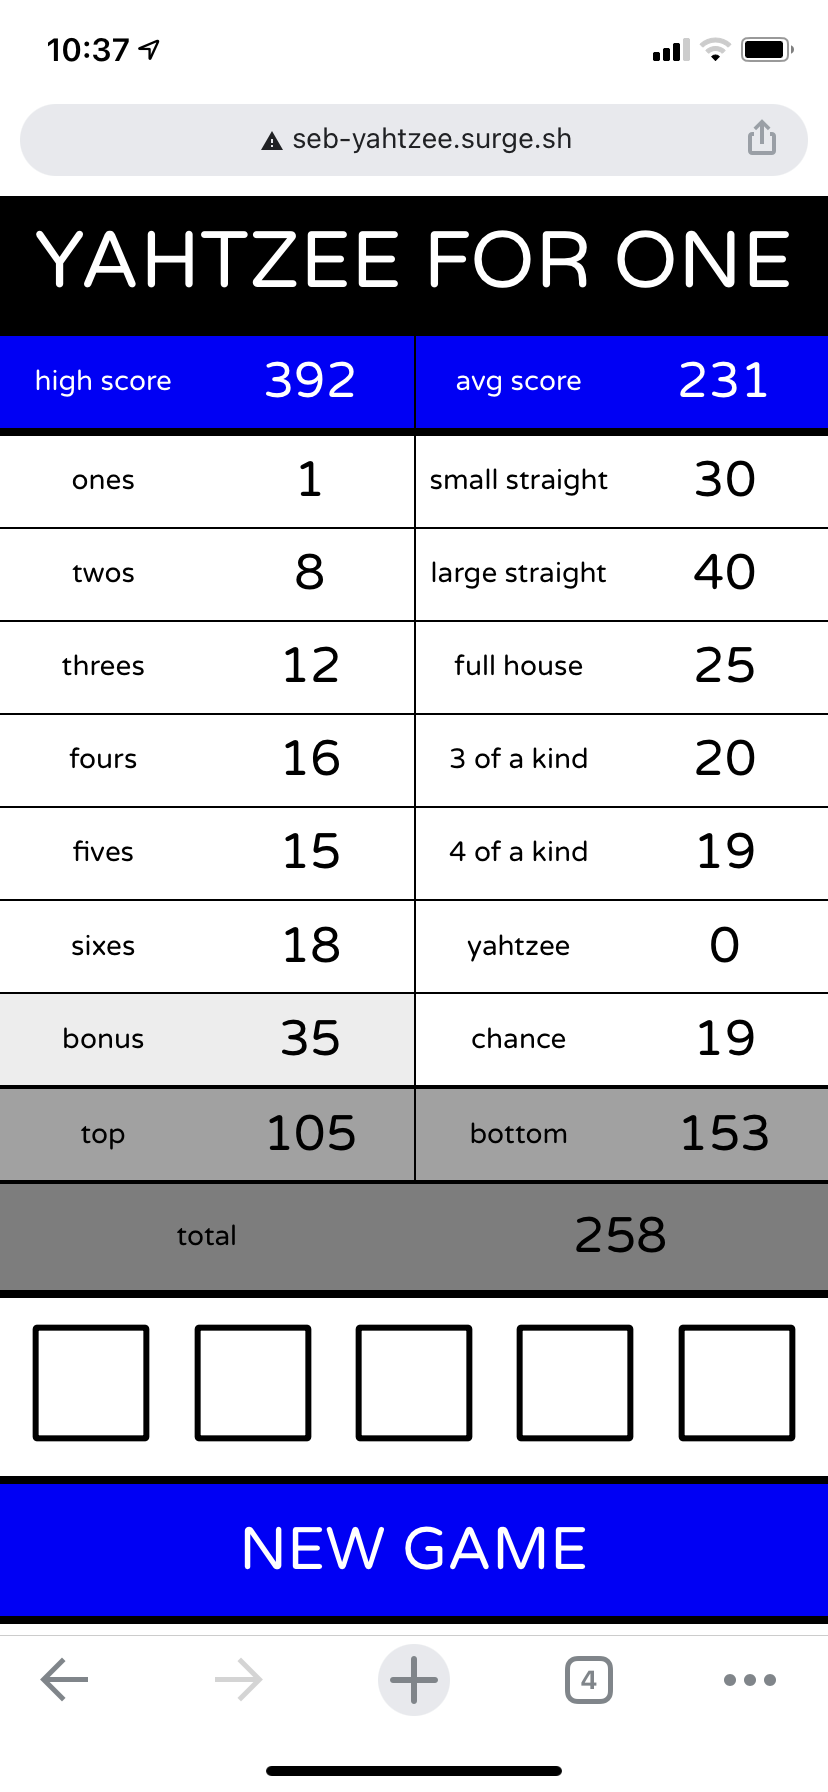 10:37
seb-yahtzee.surge.sh
YAHTZEE FOR ONE
high score 392 avg score 231
ones 1 small straight 30
twos 8 large straight 40
threes 12 full house 25
fours 16 3 of a kind 20
fives 15 4 of a kind 19
sixes 18 yahtzee 0
bonus 35 chance 19
top 105 bottom 153
total 258
NEW GAME
4